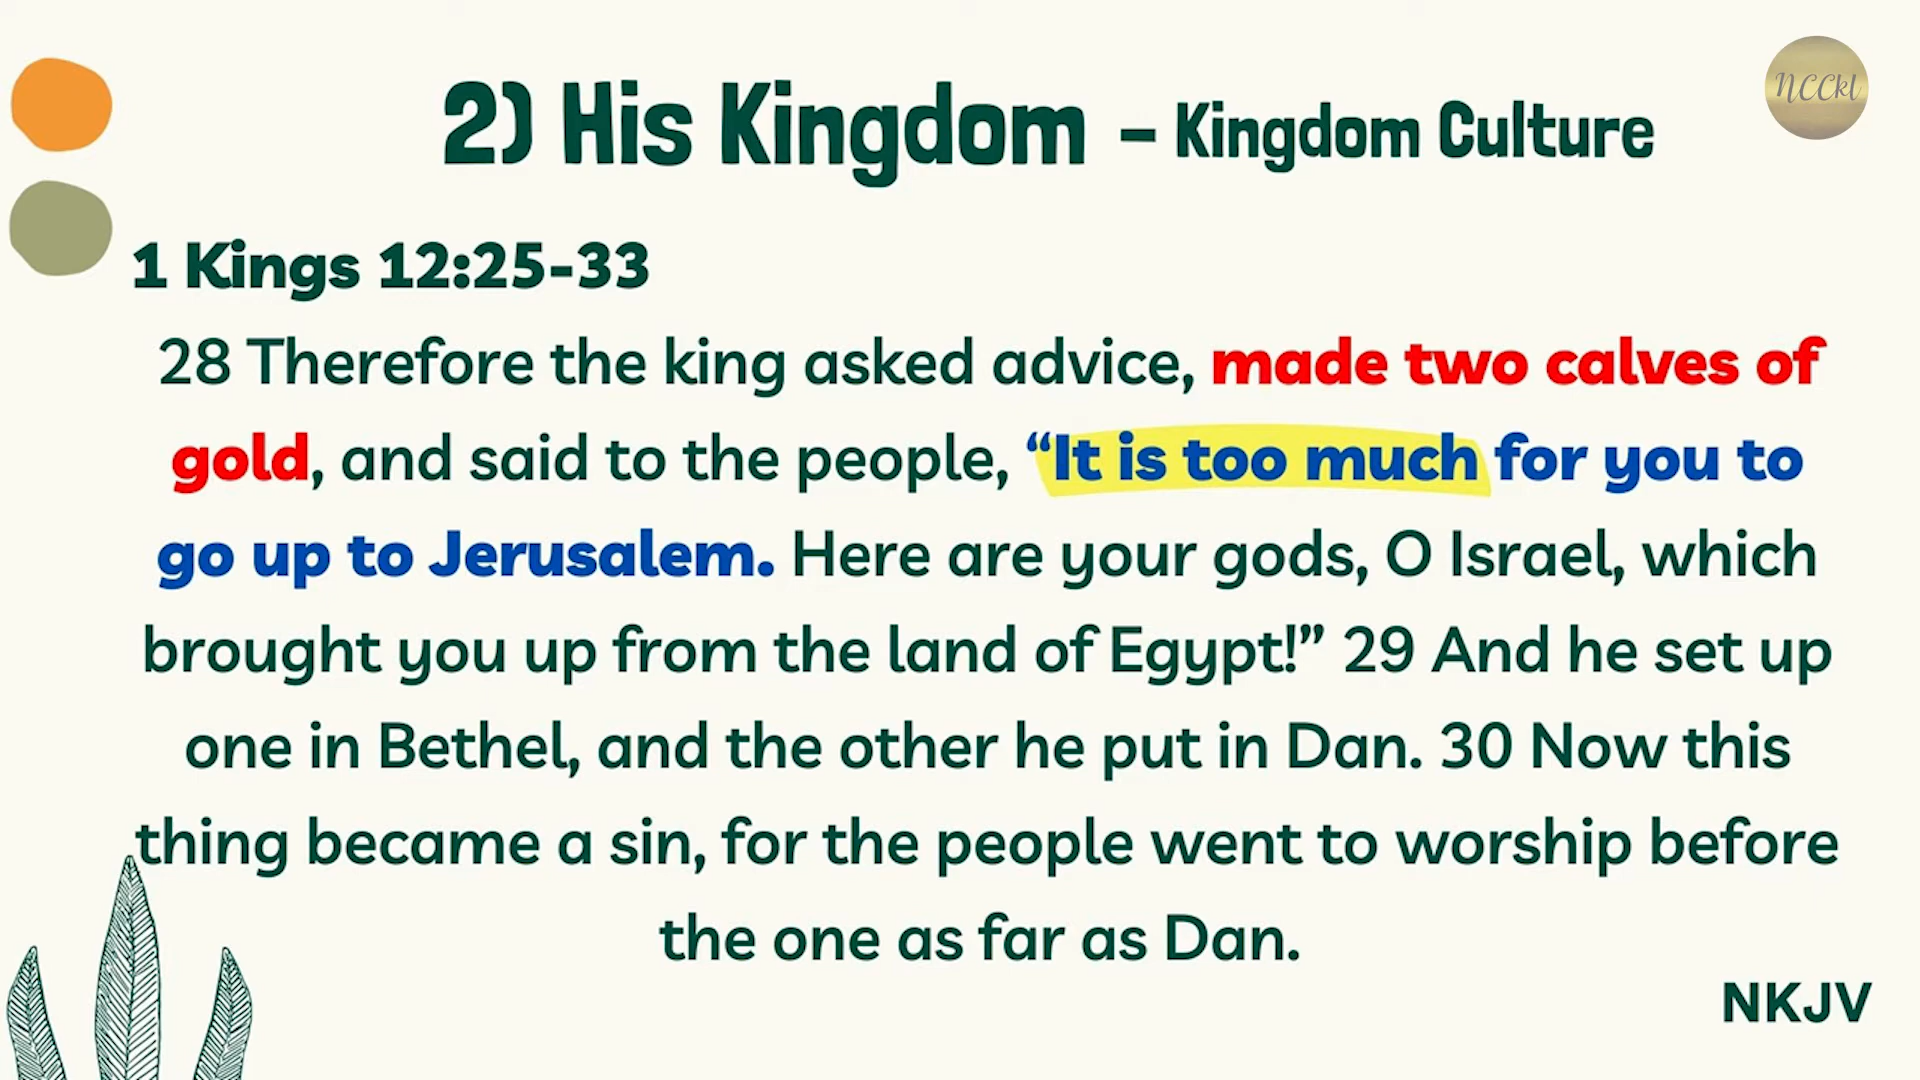 NCCkl
2) His Kingdom – Kingdom Culture
1 Kings 12:25-33
28 Therefore the king asked advice, made two calves of
gold, and said to the people, “It is too much for you to
go up to Jerusalem. Here are your gods, O Israel, which
brought you up from the land of Egypt!” 29 And he set up
one in Bethel, and the other he put in Dan. 30 Now this
thing became a sin, for the people went to worship before
the one as far as Dan.
NKJV